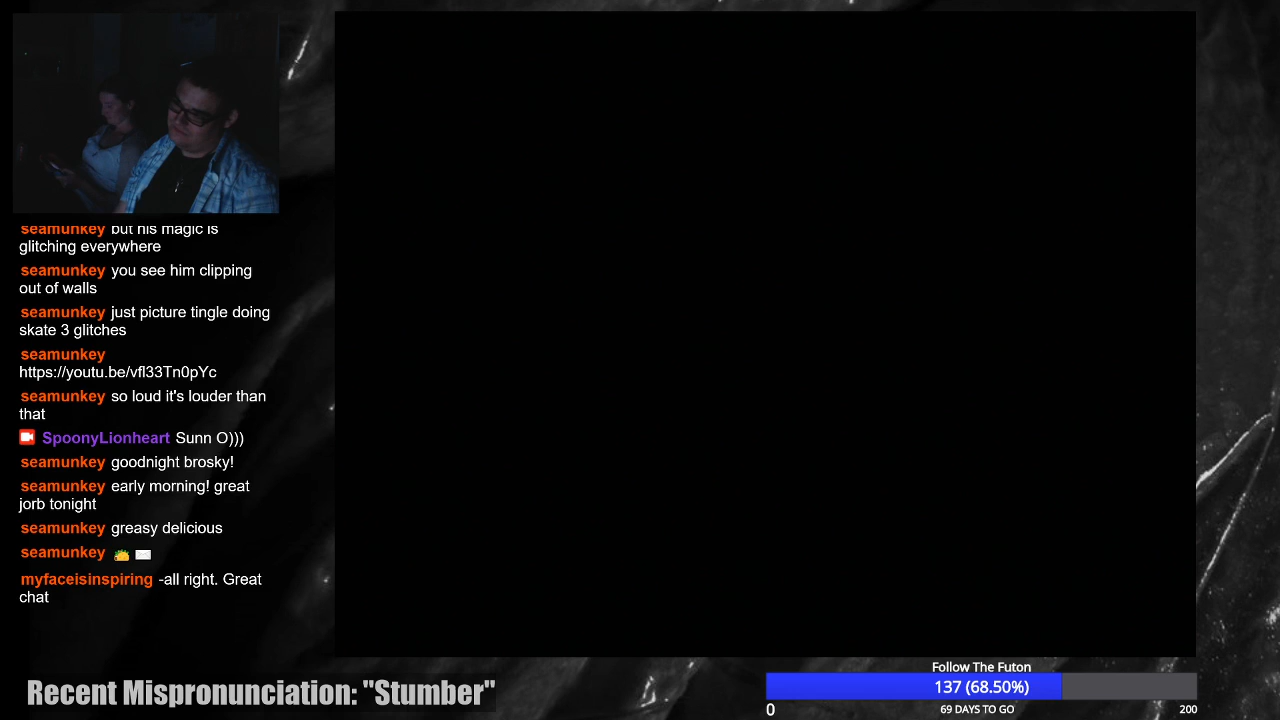 seamunkey but his magic is
glitching everywhere
seamunkey you see him clipping
out of walls
seamunkey just picture tingle doing
skate 3 glitches
seamunkey
https://youtu.be/vfl33Tn0pYc
seamunkey so loud it's louder than
that
SpoonyLionheart Sunn O)))
seamunkey goodnight brosky!
seamunkey early morning! great
jorb tonight
seamunkey greasy delicious
seamunkey 🌮 ✉️
myfaceisinspiring -all right. Great
chat
Recent Mispronunciation: "Stumber"
Follow The Futon
137 (68.50%)
0
69 DAYS TO GO
200